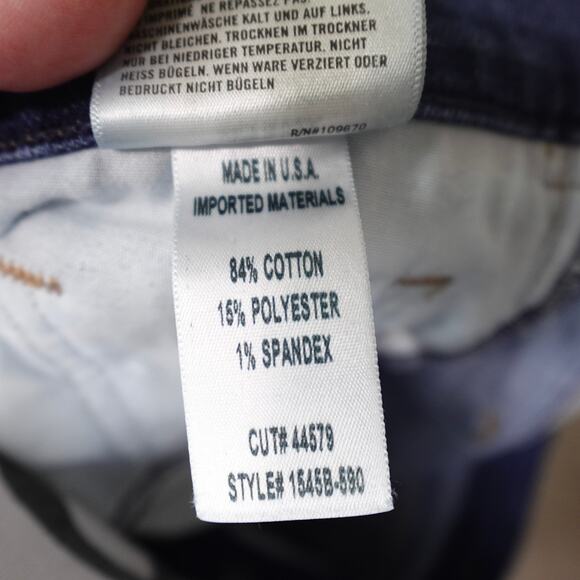 IMPRIMÉ NE REPASSEZ PAS.
MASCHINENWÄSCHE KALT UND AUF LINKS.
NICHT BLEICHEN. TROCKNEN IM TROCKNER
NUR BEI NIEDRIGER TEMPERATUR. NICHT
HEISS BÜGELN. WENN WARE VERZIERT ODER
BEDRUCKT NICHT BÜGELN
R/N#109670
MADE IN U.S.A.
IMPORTED MATERIALS
84% COTTON
15% POLYESTER
1% SPANDEX
CUT# 44579
STYLE# 1545B-590